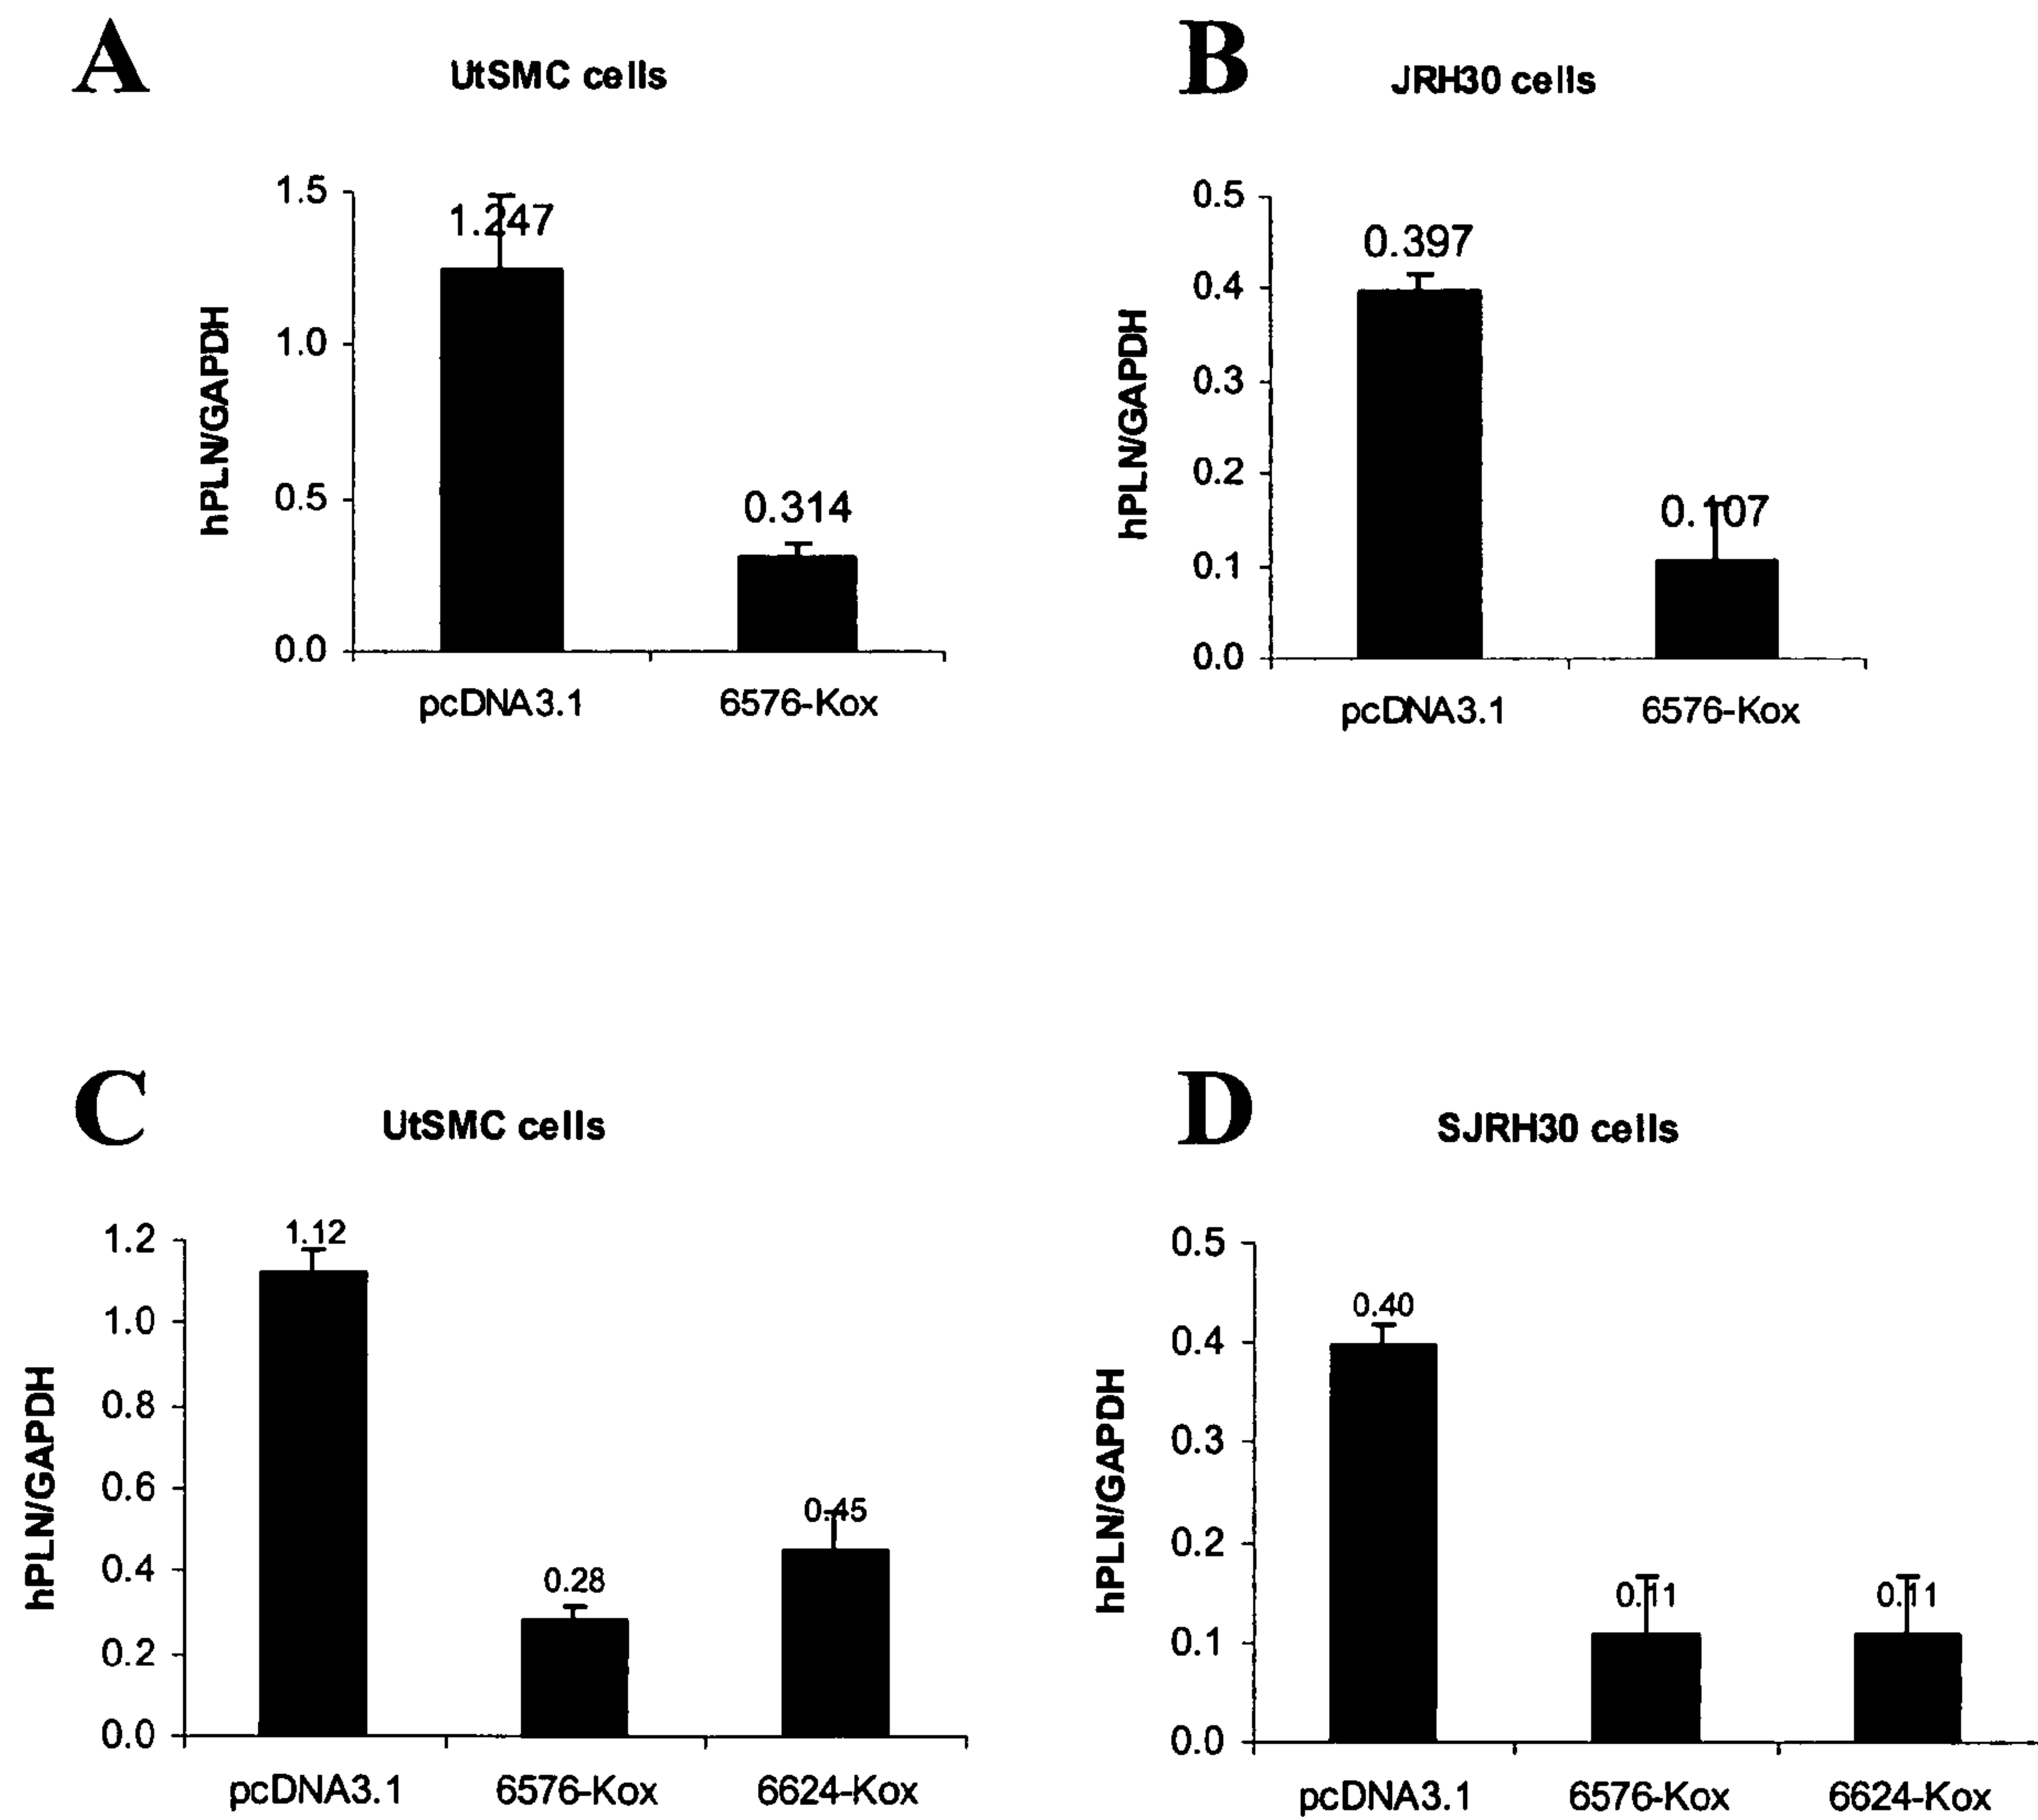 A
UtSMC cells
1.5
1.0
0.5
0.0
hPLN/GAPDH
1.247
0.314
pcDNA3.1
6576-Kox
B
JRH30 cells
0.5
0.4
0.3
0.2
0.1
0.0
hPLN/GAPDH
0.397
0.107
pcDNA3.1
6576-Kox
C
UtSMC cells
1.2
1.0
0.8
0.6
0.4
0.2
0.0
hPLN/GAPDH
1.12
0.28
0.45
pcDNA3.1
6576-Kox
6624-Kox
D
SJRH30 cells
0.5
0.4
0.3
0.2
0.1
0.0
hPLN/GAPDH
0.40
0.11
0.11
pcDNA3.1
6576-Kox
6624-Kox